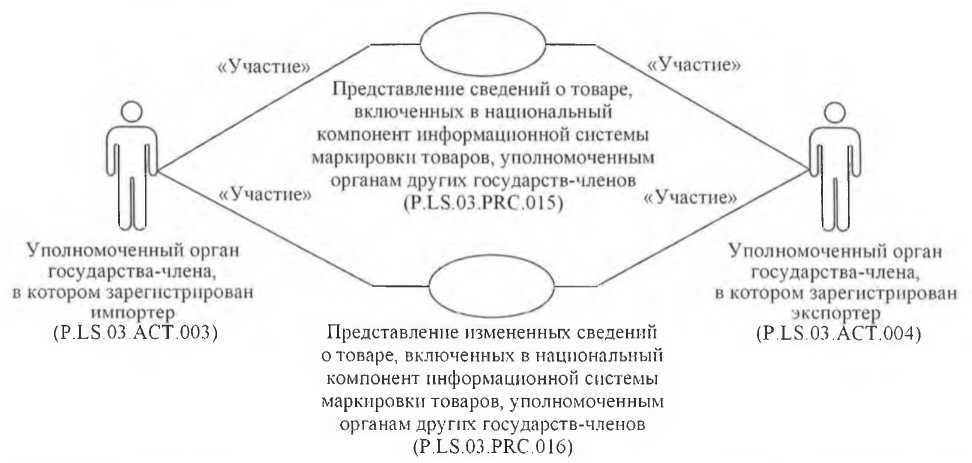 «Участие»
«Участие»
Представление сведений о товаре,
включенных в национальный
компонент информационной системы
маркировки товаров, уполномоченным
органам других государств-членов
(P.LS.03.PRC.015)
«Участие»
«Участие»
Уполномоченный орган
государства-члена,
в котором зарегистрирован
импортер
(P.LS.03.ACT.003)
Уполномоченный орган
государства-члена,
в котором зарегистрирован
экспортер
(P.LS.03.ACT.004)
Представление измененных сведений
о товаре, включенных в национальный
компонент информационной системы
маркировки товаров, уполномоченным
органам других государств-членов
(P.LS.03.PRC.016)